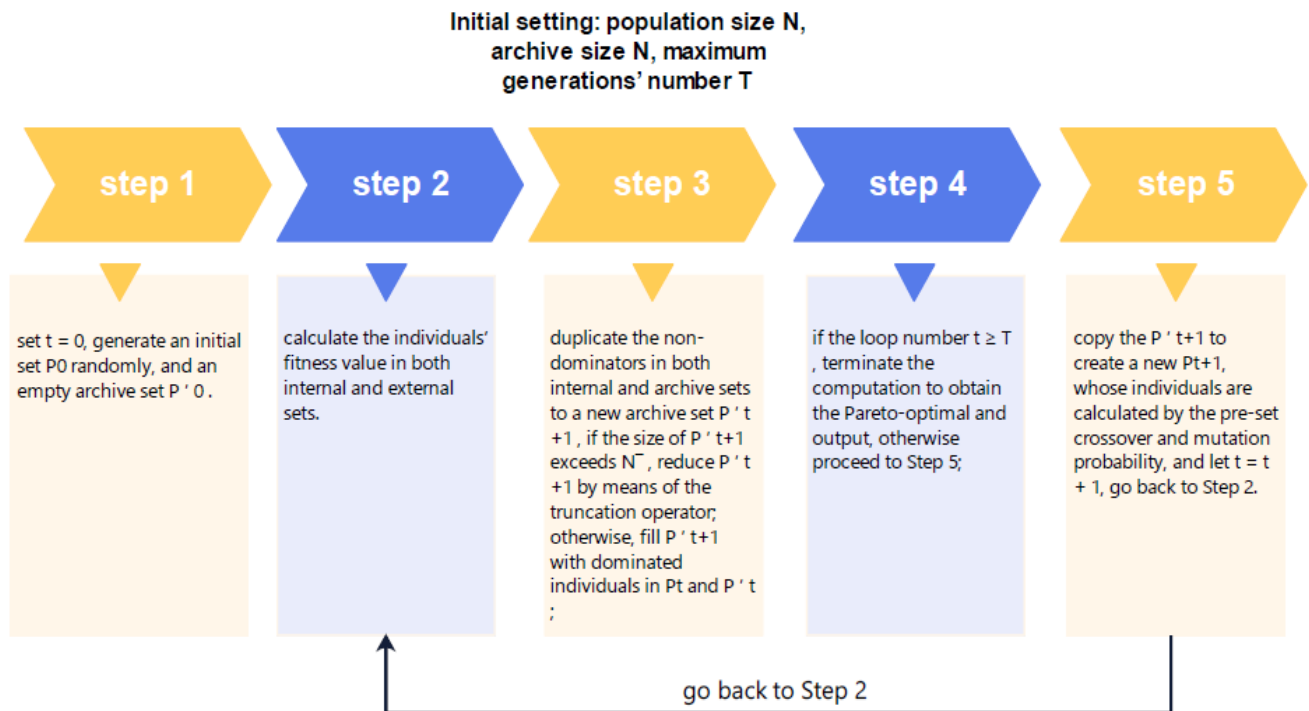 Initial setting: population size N,
archive size N, maximum
generations' number T
step 1
step 2
step 3
step 4
step 5
set t = 0, generate an initial
set P0 randomly, and an
empty archive set P ' 0 .
calculate the individuals'
fitness value in both
internal and external
sets.
duplicate the non-
dominators in both
internal and archive sets
to a new archive set P ' t
+1 , if the size of P ' t+1
exceeds N¯ , reduce P ' t
+1 by means of the
truncation operator;
otherwise, fill P ' t+1
with dominated
individuals in Pt and P ' t
;
if the loop number t ≥ T
, terminate the
computation to obtain
the Pareto-optimal and
output, otherwise
proceed to Step 5;
copy the P ' t+1 to
create a new Pt+1,
whose individuals are
calculated by the pre-set
crossover and mutation
probability, and let t = t
+ 1, go back to Step 2.
go back to Step 2